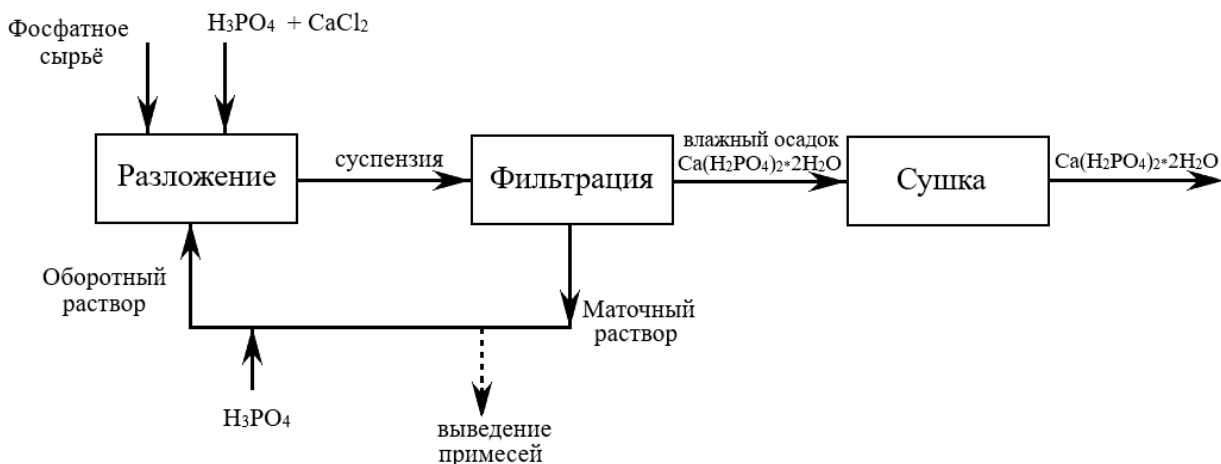 Фосфатное
сырьё
H₃PO₄ + CaCl₂
Разложение
суспензия
Фильтрация
влажный осадок
Ca(H₂PO₄)₂*2H₂O
Сушка
Ca(H₂PO₄)₂*2H₂O
Оборотный
раствор
Маточный
раствор
H₃PO₄
выведение
примесей